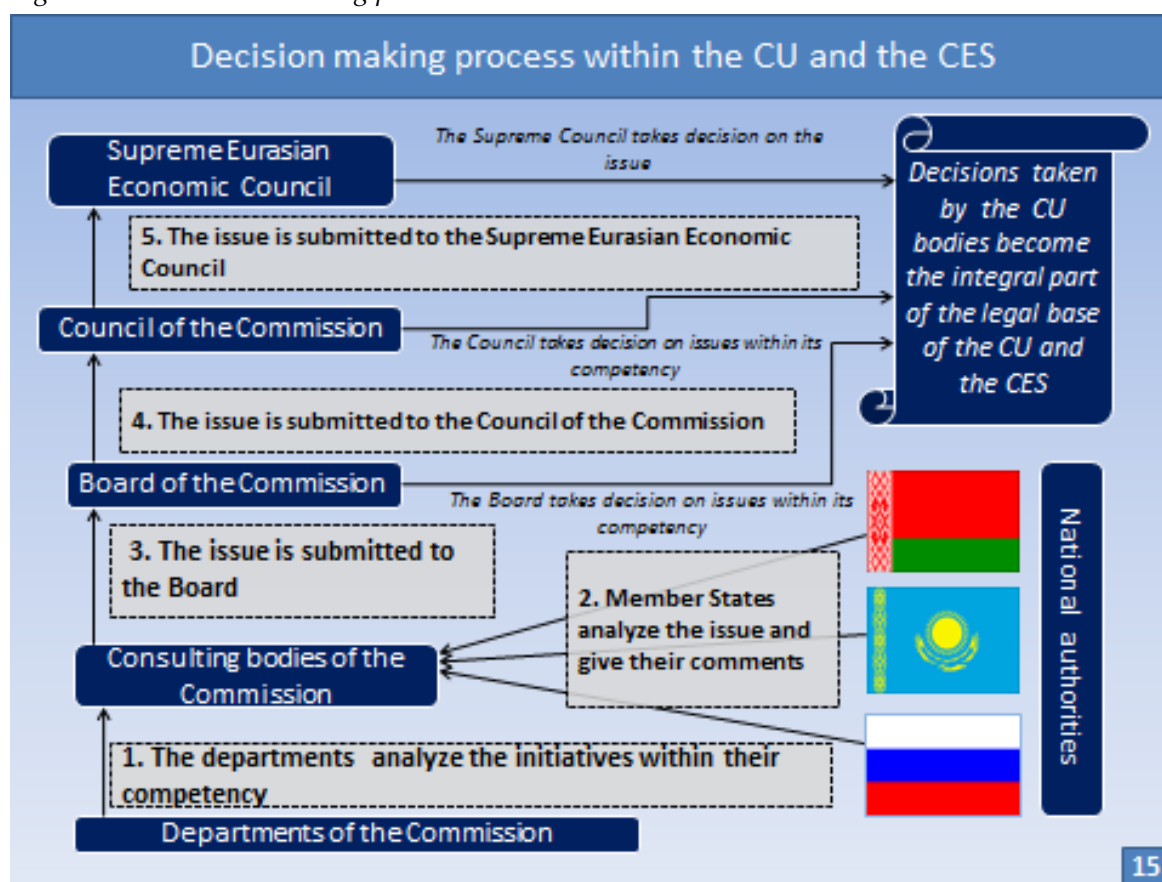 Decision making process within the CU and the CES
Supreme Eurasian
Economic Council
The Supreme Council takes decision on the
issue
Decisions taken
by the CU
bodies become
the integral part
of the legal base
of the CU and
the CES
5. The issue is submitted to the Supreme Eurasian Economic
Council
Council of the Commission
The Council takes decision on issues within its
competency
4. The issue is submitted to the Council of the Commission
Board of the Commission
The Board takes decision on issues within its
competency
3. The issue is submitted to
the Board
2. Member States
analyze the issue and
give their comments
National authorities
Consulting bodies of the
Commission
1. The departments analyze the initiatives within their
competency
Departments of the Commission
15